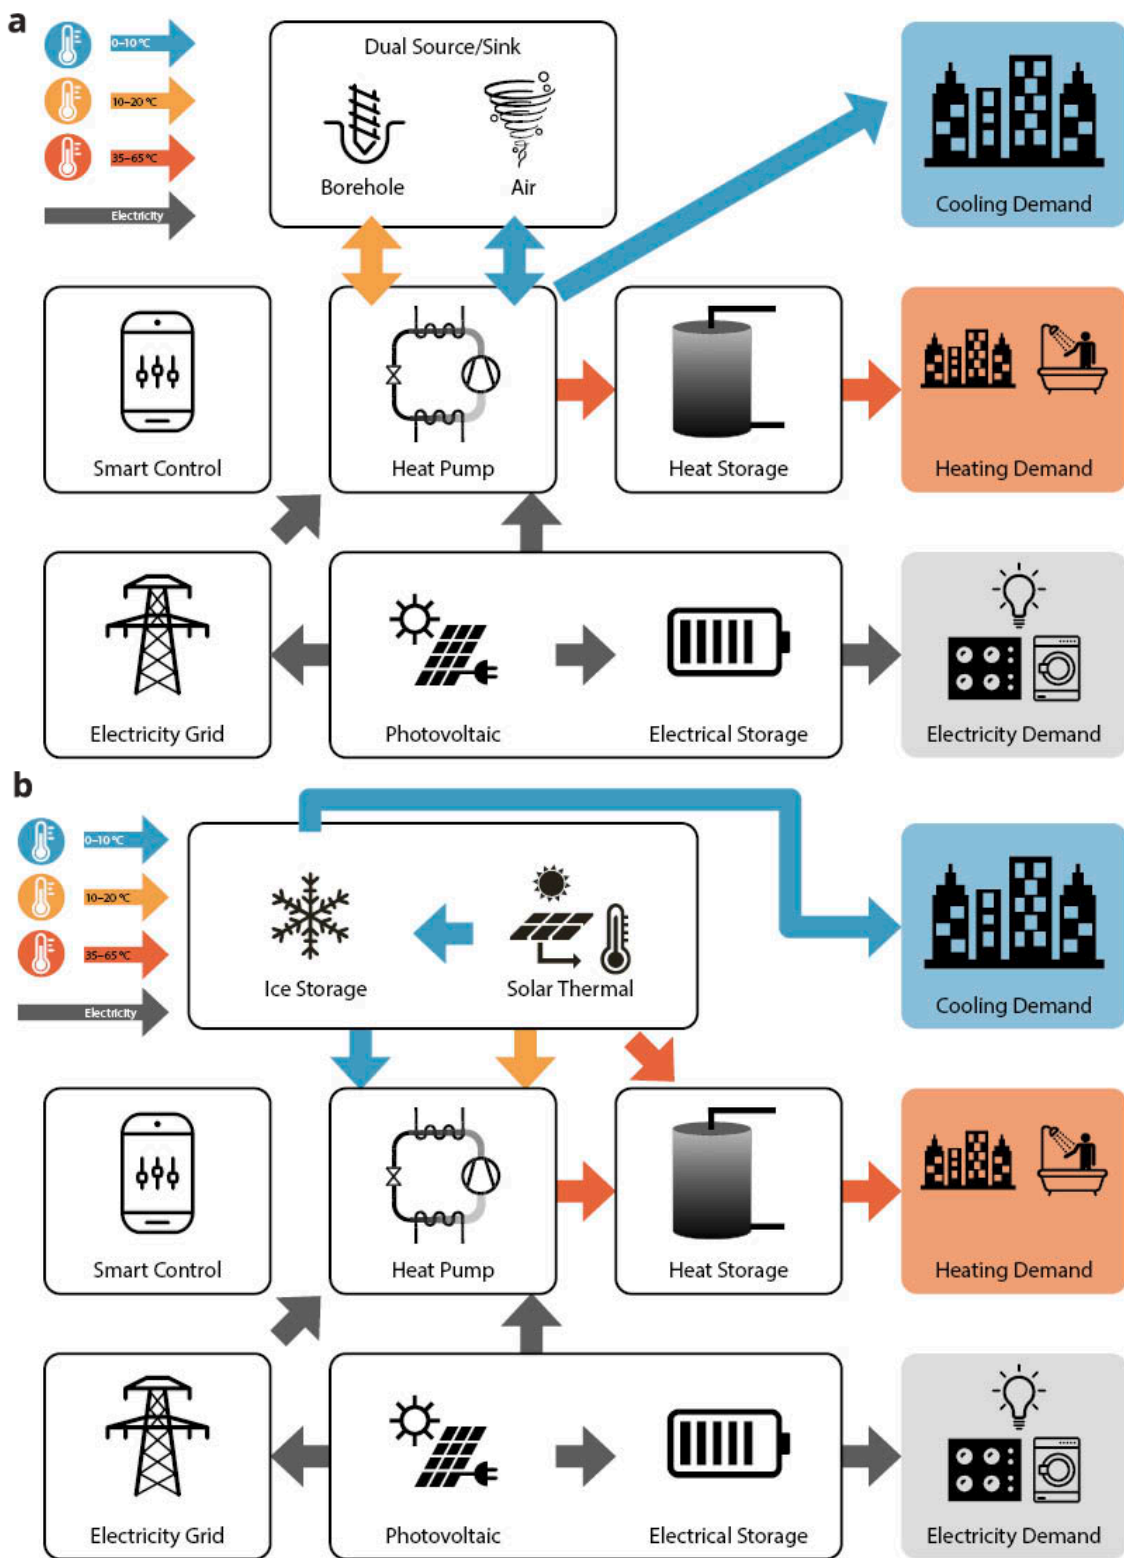 a
0–10 °C
10–20 °C
35–65 °C
Electricity
Dual Source/Sink
Borehole
Air
Cooling Demand
Smart Control
Heat Pump
Heat Storage
Heating Demand
Electricity Grid
Photovoltaic
Electrical Storage
Electricity Demand
b
0–10 °C
10–20 °C
35–65 °C
Electricity
Ice Storage
Solar Thermal
Cooling Demand
Smart Control
Heat Pump
Heat Storage
Heating Demand
Electricity Grid
Photovoltaic
Electrical Storage
Electricity Demand